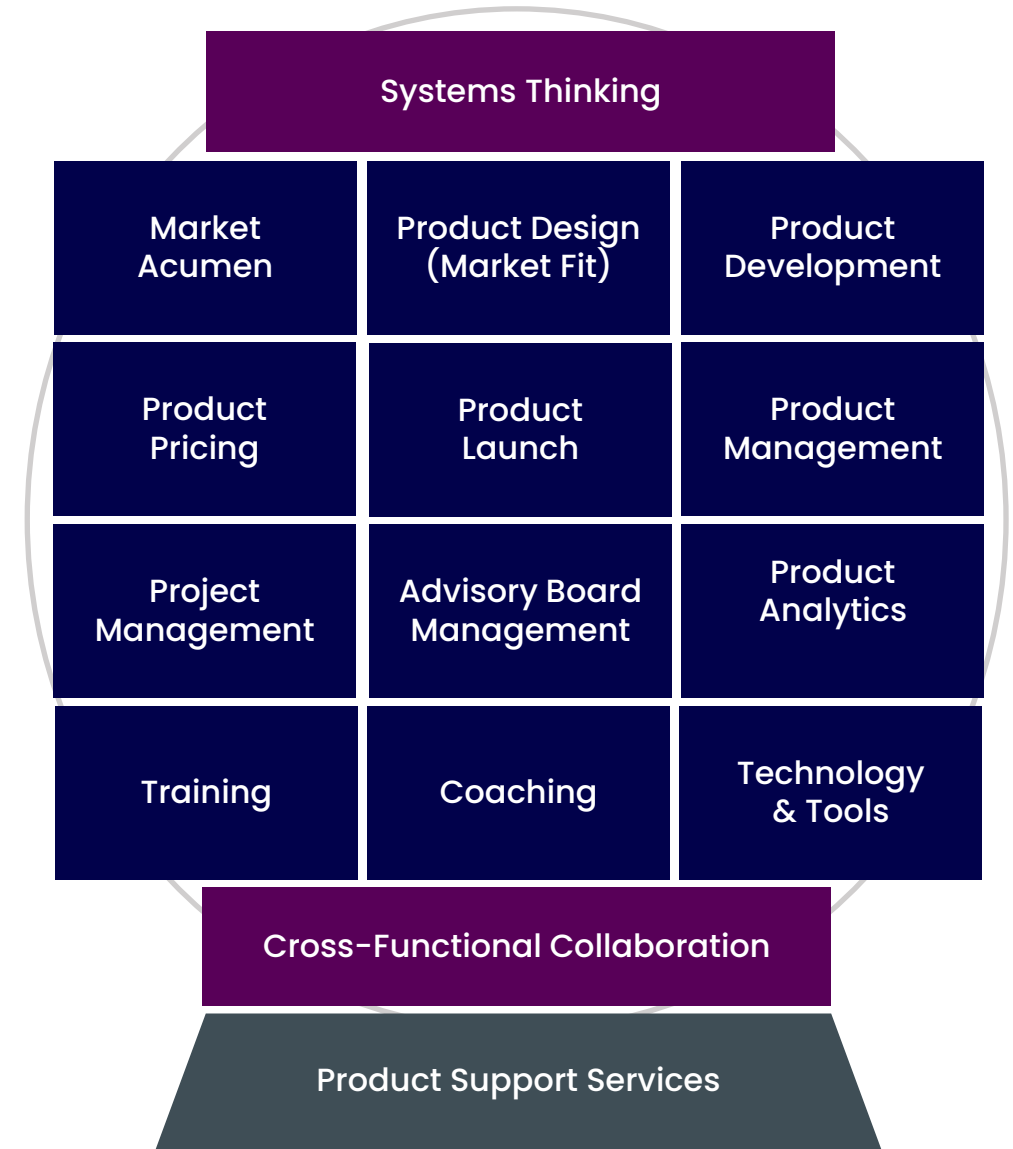 Systems Thinking
Market
Acumen
Product Design
(Market Fit)
Product
Development
Product
Pricing
Product
Launch
Product
Management
Project
Management
Advisory Board
Management
Product
Analytics
Training
Coaching
Technology
& Tools
Cross-Functional Collaboration
Product Support Services